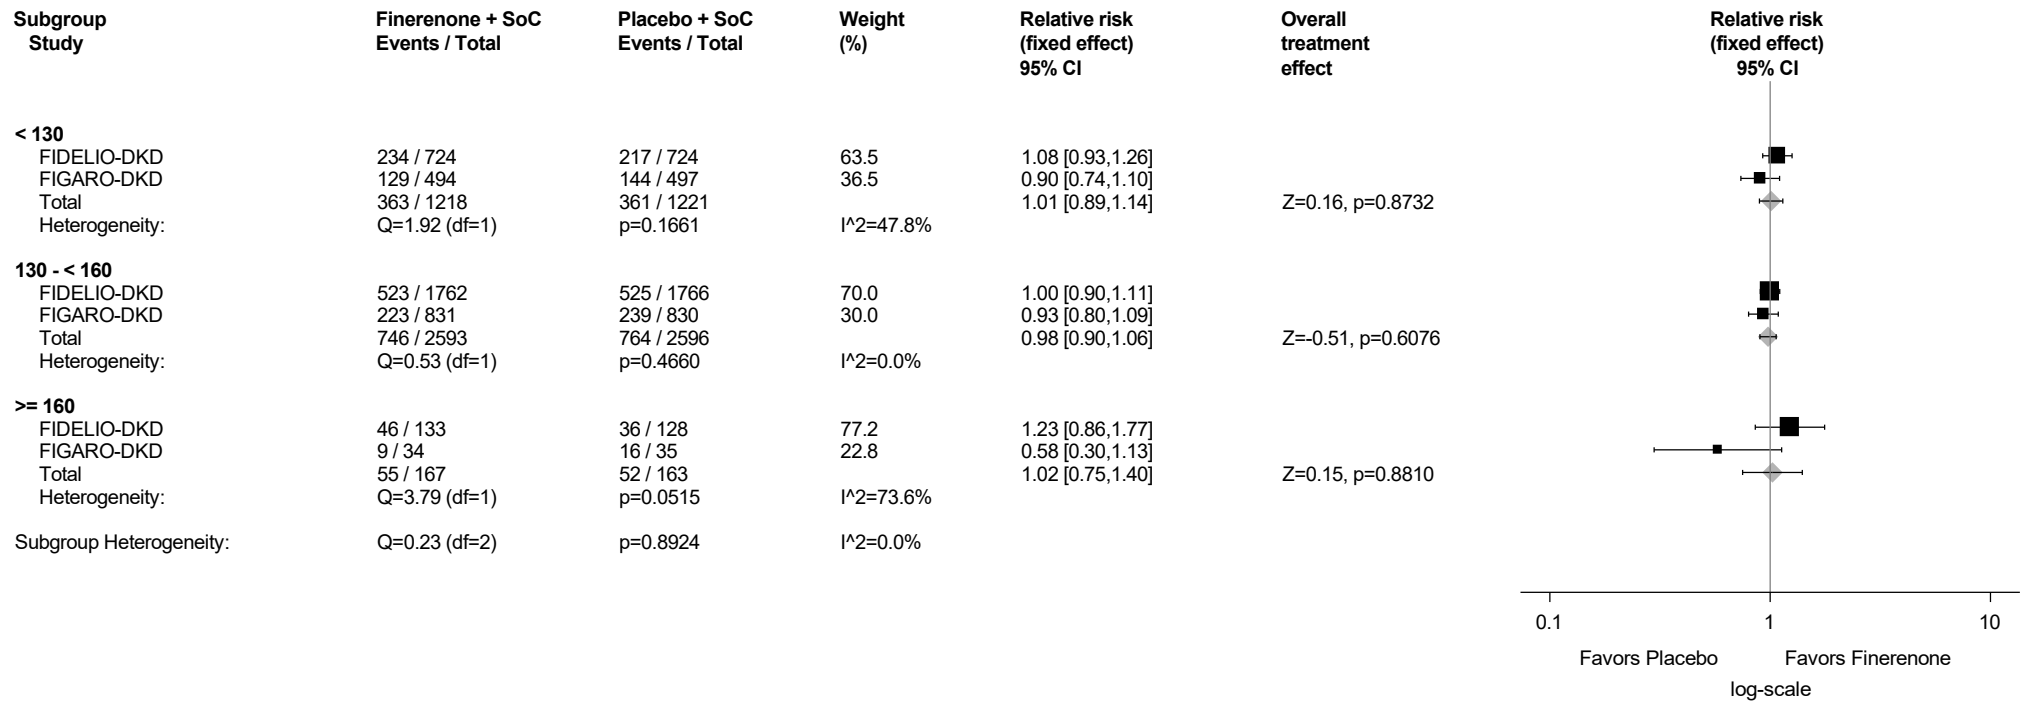 Subgroup Finerenone + SoC Placebo + SoC Weight Relative risk Overall Relative risk
Study Events / Total Events / Total (%) (fixed effect) treatment (fixed effect)
95% CI effect 95% CI
< 130
FIDELIO-DKD 234 / 724 217 / 724 63.5 1.08 [0.93,1.26]
FIGARO-DKD 129 / 494 144 / 497 36.5 0.90 [0.74,1.10]
Total 363 / 1218 361 / 1221 1.01 [0.89,1.14] Z=0.16, p=0.8732
Heterogeneity: Q=1.92 (df=1) p=0.1661 I^2=47.8%
130 - < 160
FIDELIO-DKD 523 / 1762 525 / 1766 70.0 1.00 [0.90,1.11]
FIGARO-DKD 223 / 831 239 / 830 30.0 0.93 [0.80,1.09]
Total 746 / 2593 764 / 2596 0.98 [0.90,1.06] Z=-0.51, p=0.6076
Heterogeneity: Q=0.53 (df=1) p=0.4660 I^2=0.0%
>= 160
FIDELIO-DKD 46 / 133 36 / 128 77.2 1.23 [0.86,1.77]
FIGARO-DKD 9 / 34 16 / 35 22.8 0.58 [0.30,1.13]
Total 55 / 167 52 / 163 1.02 [0.75,1.40] Z=0.15, p=0.8810
Heterogeneity: Q=3.79 (df=1) p=0.0515 I^2=73.6%
Subgroup Heterogeneity: Q=0.23 (df=2) p=0.8924 I^2=0.0%
0.1 1 10
Favors Placebo Favors Finerenone
log-scale